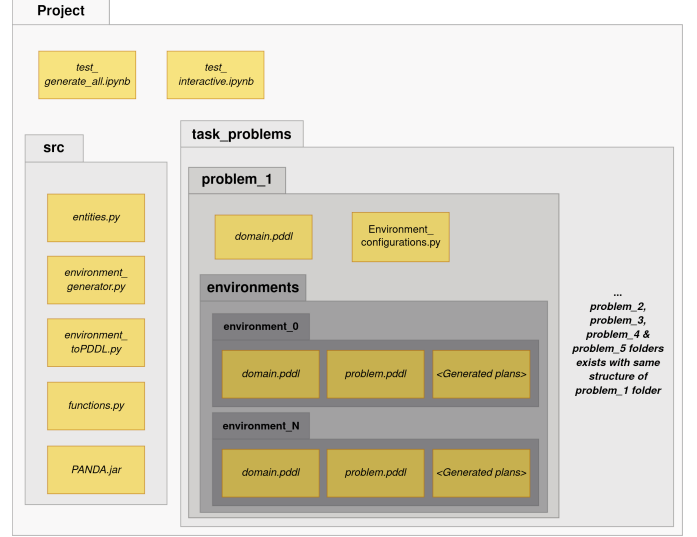 Project
test_
generate_all.ipynb
test_
interactive.ipynb
src
entities.py
environment_
generator.py
environment_
toPDDL.py
functions.py
PANDA.jar
task_problems
problem_1
domain.pddl
Environment_
configurations.py
environments
environment_0
domain.pddl
problem.pddl
<Generated plans>
environment_N
domain.pddl
problem.pddl
<Generated plans>
...
problem_2,
problem_3,
problem_4 &
problem_5 folders
exists with same
structure of
problem_1 folder